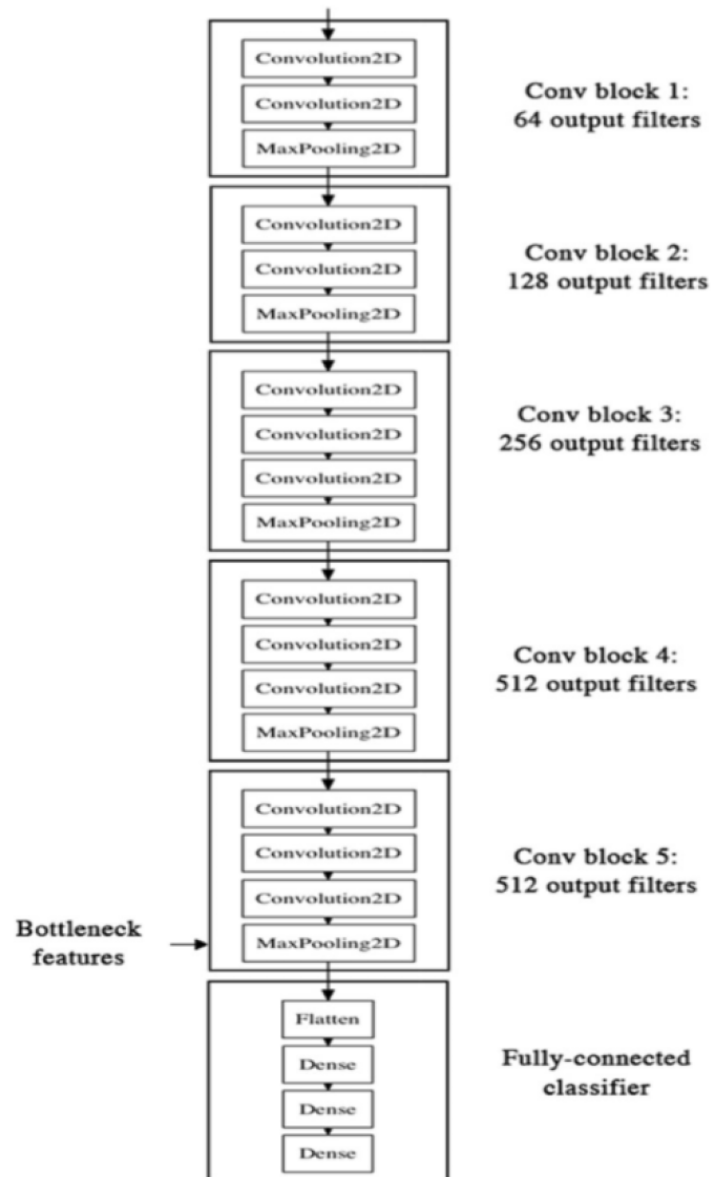 Convolution2D
Convolution2D
MaxPooling2D
Conv block 1:
64 output filters
Convolution2D
Convolution2D
MaxPooling2D
Conv block 2:
128 output filters
Convolution2D
Convolution2D
Convolution2D
MaxPooling2D
Conv block 3:
256 output filters
Convolution2D
Convolution2D
Convolution2D
MaxPooling2D
Conv block 4:
512 output filters
Convolution2D
Convolution2D
Convolution2D
MaxPooling2D
Conv block 5:
512 output filters
Bottleneck
features
Flatten
Dense
Dense
Dense
Fully-connected
classifier